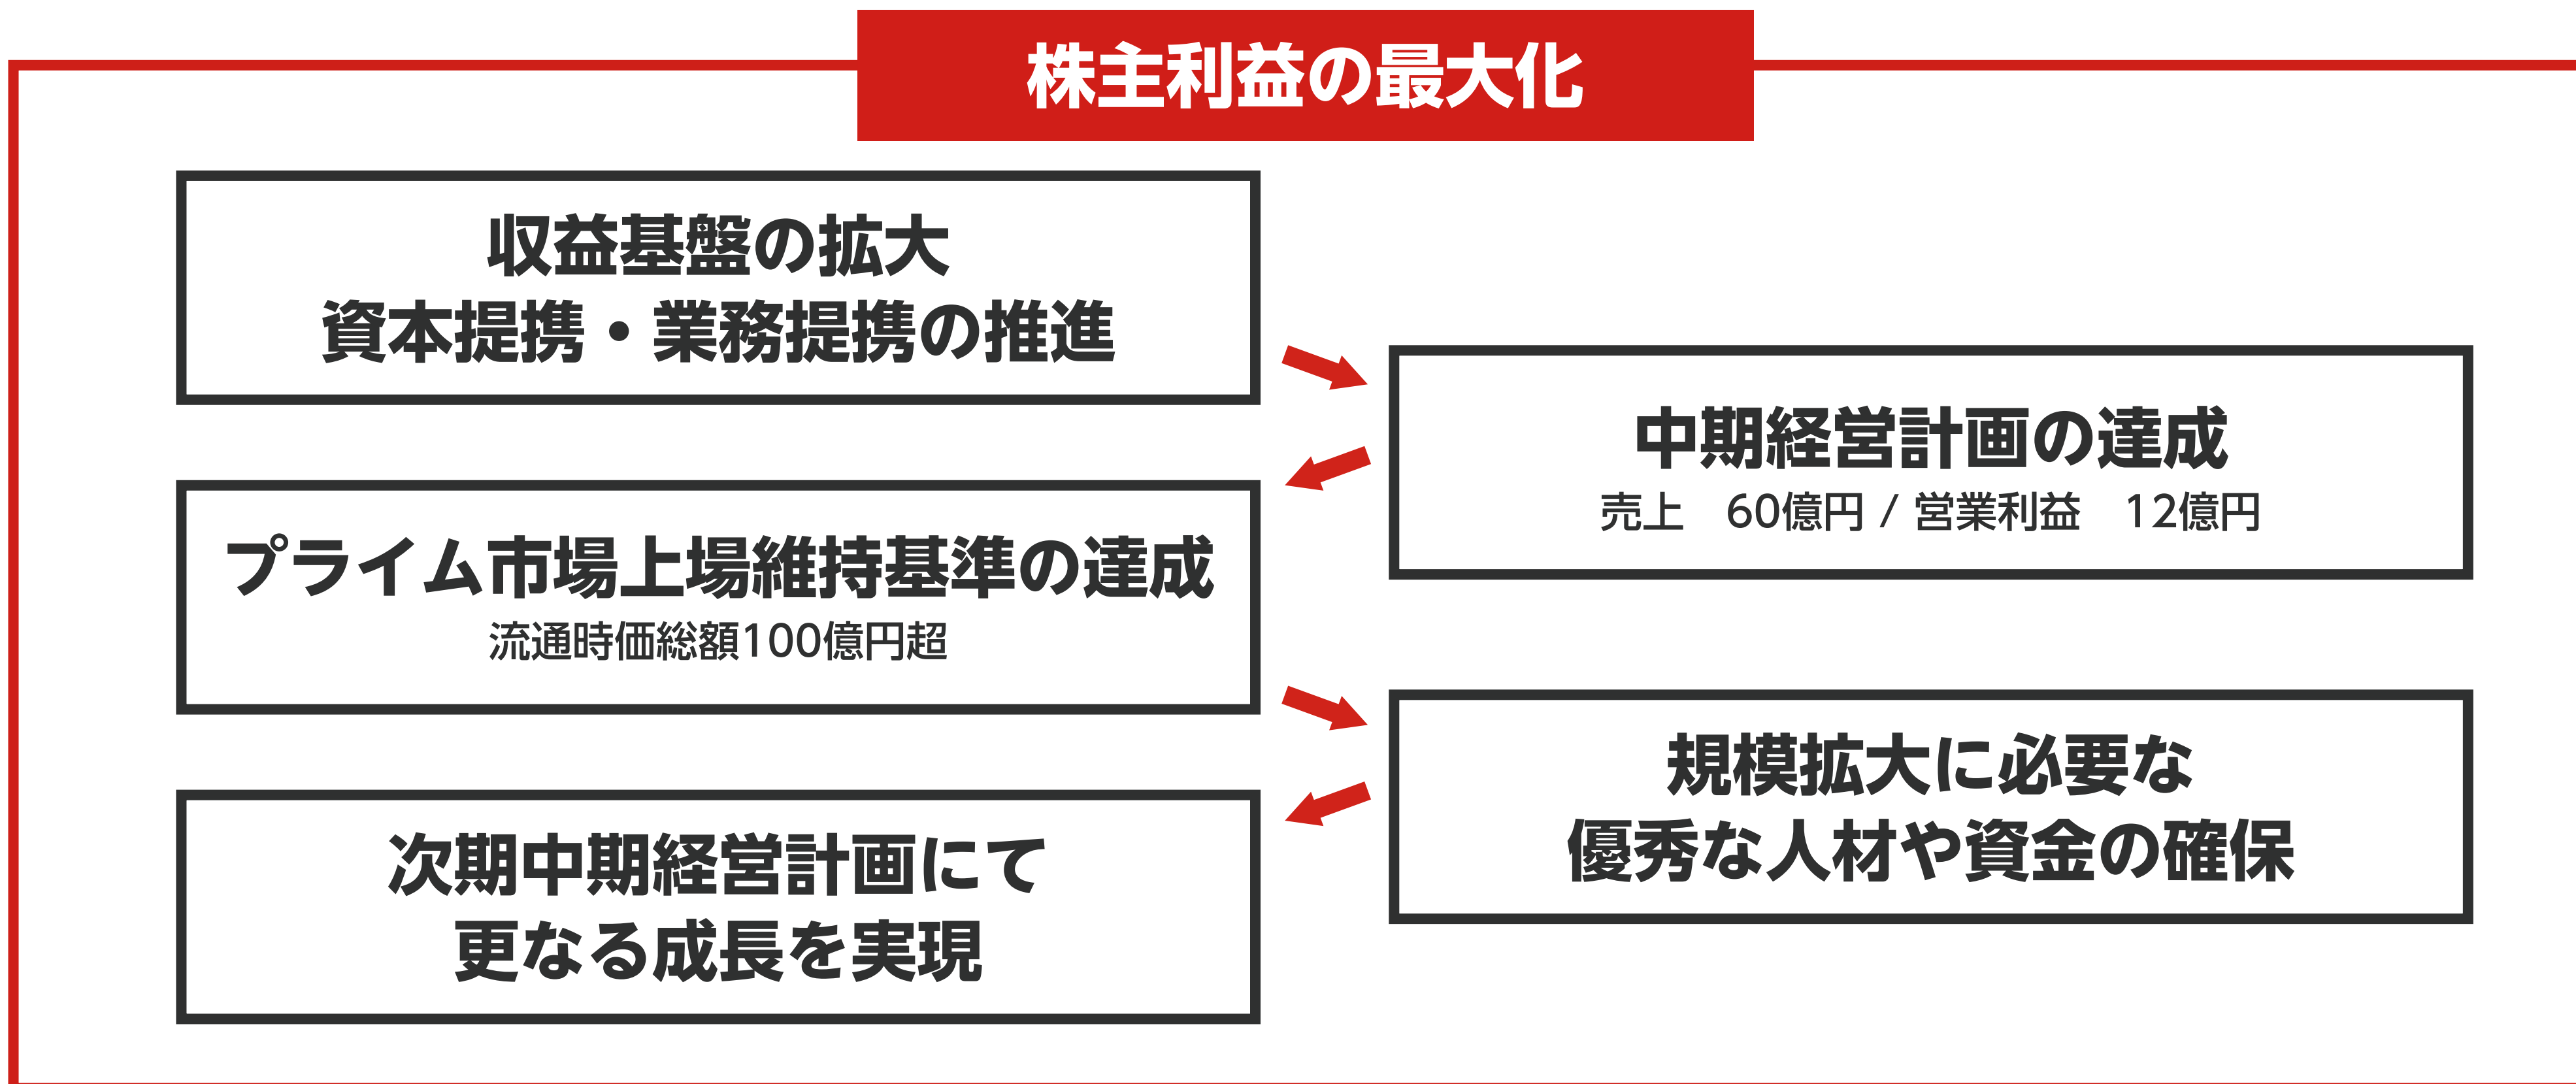 株主利益の最大化
収益基盤の拡大
資本提携・業務提携の推進
中期経営計画の達成
売上　60億円 / 営業利益　12億円
プライム市場上場維持基準の達成
流通時価総額100億円超
規模拡大に必要な
優秀な人材や資金の確保
次期中期経営計画にて
更なる成長を実現